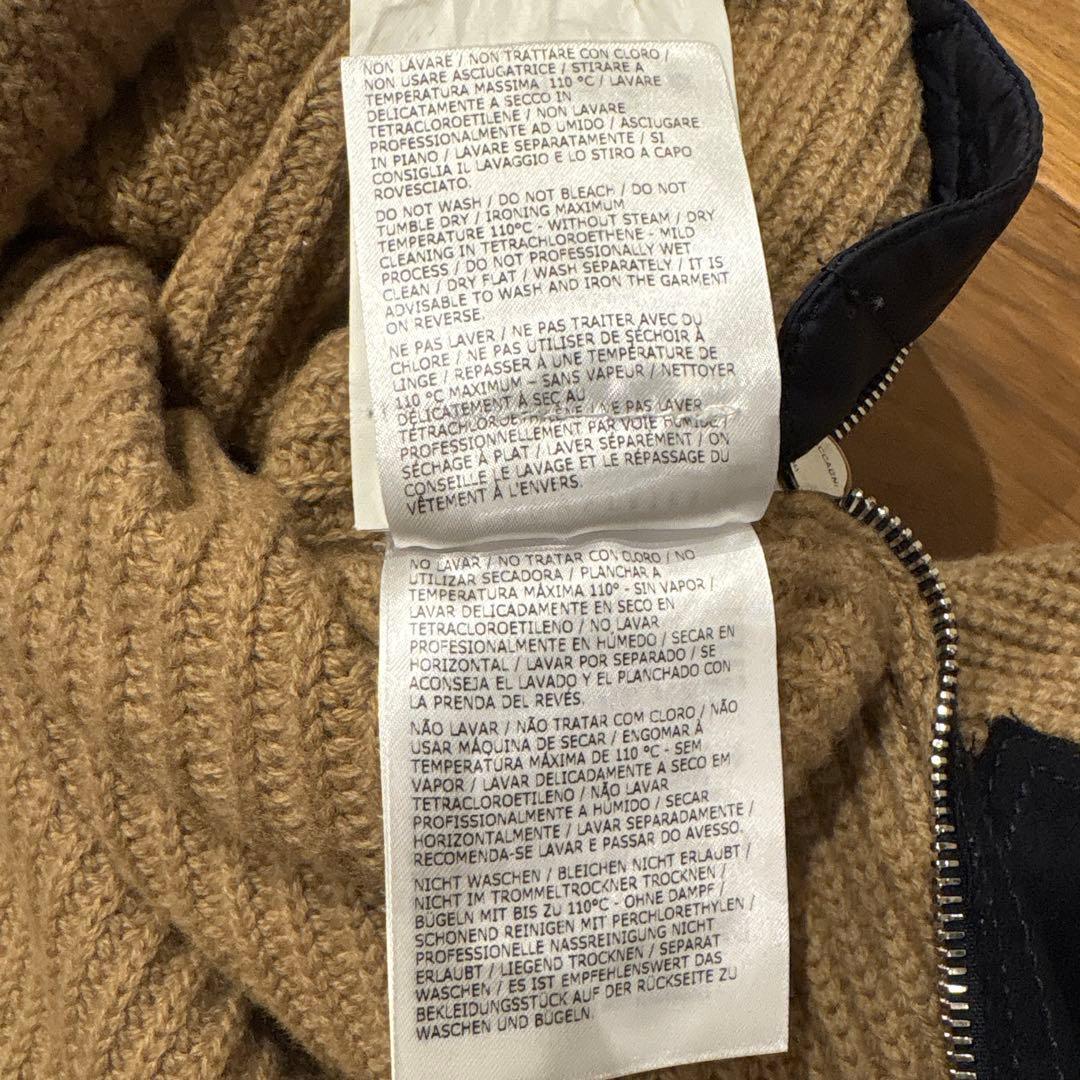 NON LAVARE / NON TRATTARE CON CLORO /
NON USARE ASCIUGATRICE / STIRARE A
TEMPERATURA MASSIMA 110 °C / LAVARE
DELICATAMENTE A SECCO IN
TETRACLOROETILENE / NON LAVARE
PROFESSIONALMENTE AD UMIDO / ASCIUGARE
IN PIANO / LAVARE SEPARATAMENTE / SI
CONSIGLIA IL LAVAGGIO E LO STIRO A CAPO
ROVESCIATO.
DO NOT WASH / DO NOT BLEACH / DO NOT
TUMBLE DRY / IRONING MAXIMUM
TEMPERATURE 110°C - WITHOUT STEAM / DRY
CLEANING IN TETRACHLOROETHENE - MILD
PROCESS / DO NOT PROFESSIONALLY WET
CLEAN / DRY FLAT / WASH SEPARATELY / IT IS
ADVISABLE TO WASH AND IRON THE GARMENT
ON REVERSE.
NE PAS LAVER / NE PAS TRAITER AVEC DU
CHLORE / NE PAS UTILISER DE SÉCHOIR À
LINGE / REPASSER À UNE TEMPÉRATURE DE
110 °C MAXIMUM - SANS VAPEUR / NETTOYER
DÉLICATEMENT À SEC AU
TÉTRACHLOROÉTHYLÈNE / NE PAS LAVER
PROFESSIONNELLEMENT PAR VOIE HUMIDE /
SÉCHAGE À PLAT / LAVER SÉPARÉMENT / ON
CONSEILLE LE LAVAGE ET LE RÉPASSAGE DU
VÊTEMENT À L'ENVERS.
NO LAVAR / NO TRATAR CON CLORO / NO
UTILIZAR SECADORA / PLANCHAR A
TEMPERATURA MÁXIMA 110º - SIN VAPOR /
LAVAR DELICADAMENTE EN SECO EN
TETRACLOROETILENO / NO LAVAR
PROFESIONALMENTE EN HÚMEDO / SECAR EN
HORIZONTAL / LAVAR POR SEPARADO / SE
ACONSEJA EL LAVADO Y EL PLANCHADO CON
LA PRENDA DEL REVÉS.
NÃO LAVAR / NÃO TRATAR COM CLORO / NÃO
USAR MÁQUINA DE SECAR / ENGOMAR À
TEMPERATURA MÁXIMA DE 110 °C - SEM
VAPOR / LAVAR DELICADAMENTE A SECO EM
TETRACLOROETILENO / NÃO LAVAR
PROFISSIONALMENTE A HÚMIDO / SECAR
HORIZONTALMENTE / LAVAR SEPARADAMENTE /
RECOMENDA-SE LAVAR E PASSAR DO AVESSO.
NICHT WASCHEN / BLEICHEN NICHT ERLAUBT /
NICHT IM TROMMELTROCKNER TROCKNEN /
BÜGELN MIT BIS ZU 110°C - OHNE DAMPF /
SCHONEND REINIGEN MIT PERCHLORETHYLEN /
PROFESSIONELLE NASSREINIGUNG NICHT
ERLAUBT / LIEGEND TROCKNEN / SEPARAT
WASCHEN / ES IST EMPFEHLENSWERT DAS
BEKLEIDUNGSSTÜCK AUF DER RÜCKSEITE ZU
WASCHEN UND BÜGELN.